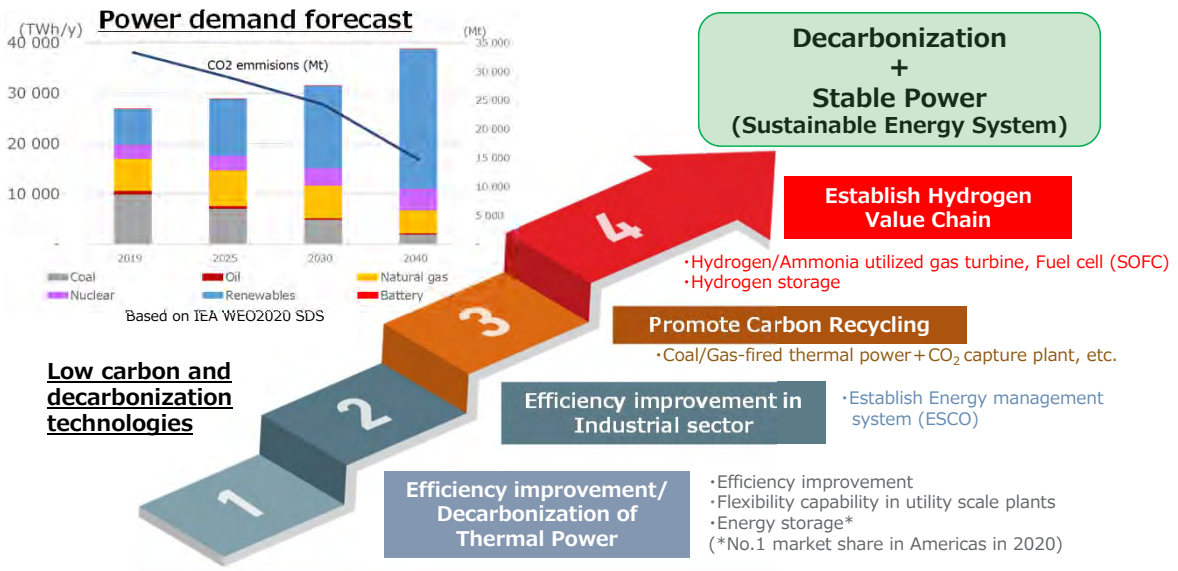 Power demand forecast
(TWh/y)
(Mt)
40 000
30 000
20 000
10 000
-
35 000
30 000
25 000
20 000
15 000
10 000
5 000
-
CO2 emmisions (Mt)
2019
2025
2030
2040
Coal
Oil
Natural gas
Nuclear
Renewables
Battery
Based on IEA WEO2020 SDS
Decarbonization
+
Stable Power
(Sustainable Energy System)
4
Establish Hydrogen
Value Chain
・Hydrogen/Ammonia utilized gas turbine, Fuel cell (SOFC)
・Hydrogen storage
3
Promote Carbon Recycling
・Coal/Gas-fired thermal power+CO₂ capture plant, etc.
Low carbon and
decarbonization
technologies
2
Efficiency improvement in
Industrial sector
・Establish Energy management
system (ESCO)
1
Efficiency improvement/
Decarbonization of
Thermal Power
・Efficiency improvement
・Flexibility capability in utility scale plants
・Energy storage*
(*No.1 market share in Americas in 2020)